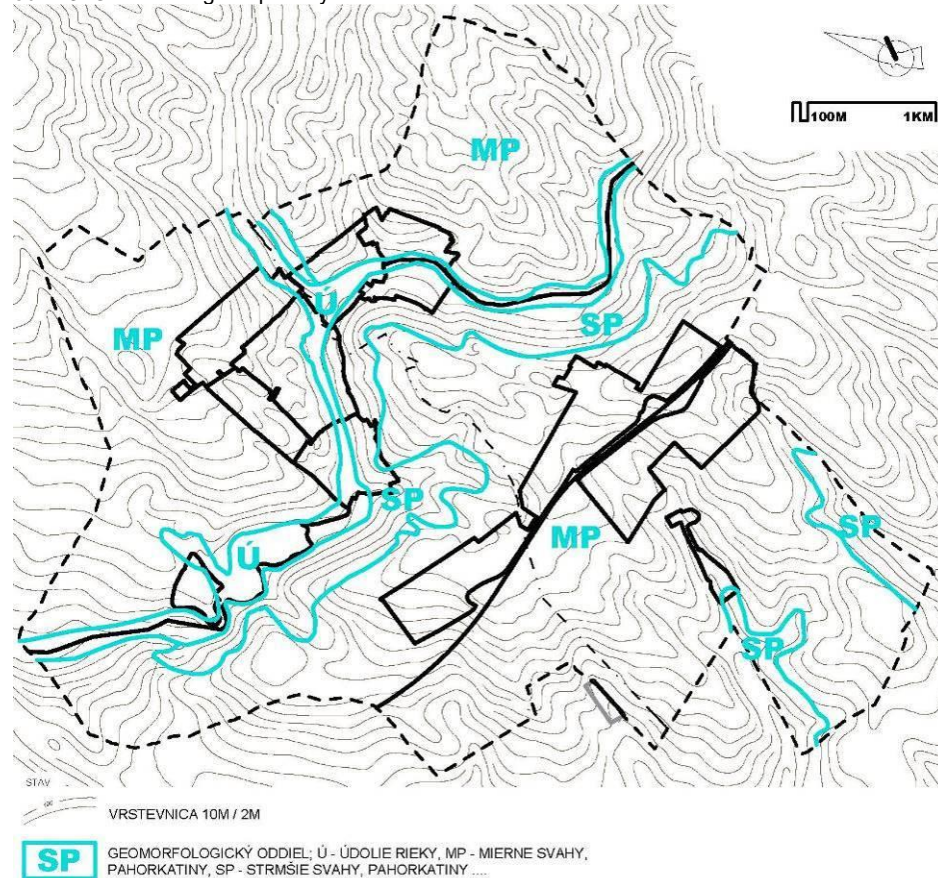 100M 1KM
MP
Ú
MP
SP
SP
MP
SP
Ú
SP
STAV
VRSTEVNICA 10M / 2M
SP
GEOMORFOLOGICKÝ ODDIEL; Ú - ÚDOLIE RIEKY, MP - MIERNE SVAHY,
PAHORKATINY, SP - STRMŠIE SVAHY, PAHORKATINY ....